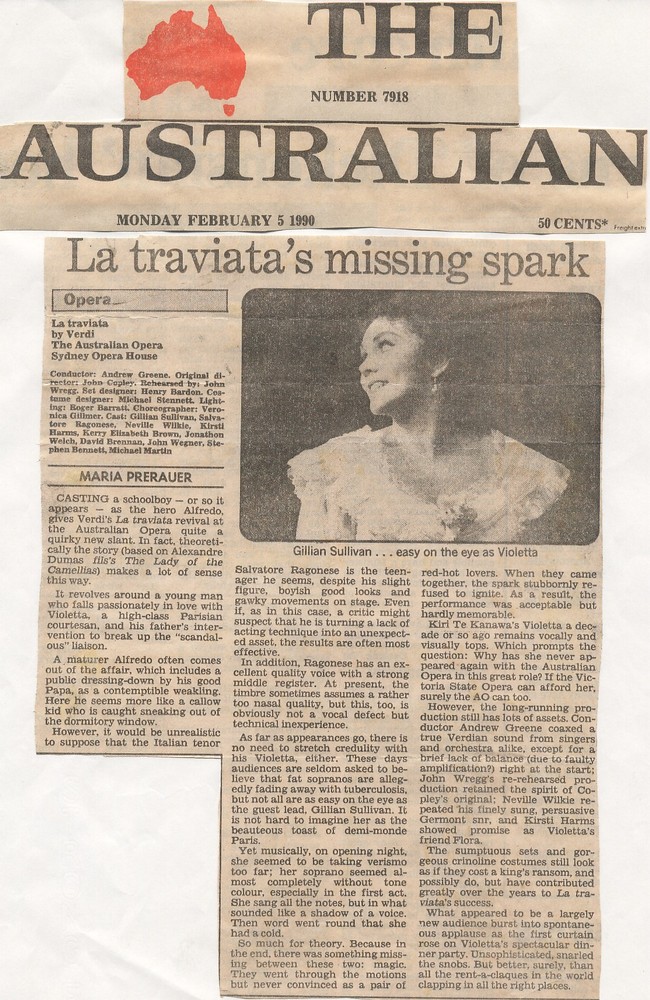 THE
NUMBER 7918
AUSTRALIAN
MONDAY FEBRUARY 5 1990
50 CENTS*
Freight extra
La traviata's missing spark
Opera
La traviata
by Verdi
The Australian Opera
Sydney Opera House
Conductor: Andrew Greene. Original di-
rector: John Copley. Rehearsed by: John
Wregg. Set designer: Henry Bardon. Cos-
tume designer: Michael Stennett. Light-
ing: Roger Barratt. Choreographer: Vero-
nica Gillmer. Cast: Gillian Sullivan, Salva-
tore Ragonese, Neville Wilkie, Kirsti
Harms, Kerry Elizabeth Brown, Jonathon
Welch, David Brennan, John Wegner, Ste-
phen Bennett, Michael Martin
MARIA PRERAUER
CASTING a schoolboy — or so it
appears — as the hero Alfredo,
gives Verdi's La traviata revival at
the Australian Opera quite a
quirky new slant. In fact, theoreti-
cally the story (based on Alexandre
Dumas fils's The Lady of the
Camellias) makes a lot of sense
this way.
It revolves around a young man
who falls passionately in love with
Violetta, a high-class Parisian
courtesan, and his father's inter-
vention to break up the "scandal-
ous" liaison.
A maturer Alfredo often comes
out of the affair, which includes a
public dressing-down by his good
Papa, as a contemptible weakling.
Here he seems more like a callow
kid who is caught sneaking out of
the dormitory window.
However, it would be unrealistic
to suppose that the Italian tenor
Gillian Sullivan . . . easy on the eye as Violetta
Salvatore Ragonese is the teen-
ager he seems, despite his slight
figure, boyish good looks and
gawky movements on stage. Even
if, as in this case, a critic might
suspect that he is turning a lack of
acting technique into an unexpect-
ed asset, the results are often most
effective.
In addition, Ragonese has an ex-
cellent quality voice with a strong
middle register. At present, the
timbre sometimes assumes a rather
too nasal quality, but this, too, is
obviously not a vocal defect but
technical inexperience.
As far as appearances go, there is
no need to stretch credulity with
his Violetta, either. These days
audiences are seldom asked to be-
lieve that fat sopranos are alleg-
edly fading away with tuberculosis,
but not all are as easy on the eye as
the guest lead, Gillian Sullivan. It
is not hard to imagine her as the
beauteous toast of demi-monde
Paris.
Yet musically, on opening night,
she seemed to be taking verismo
too far; her soprano seemed al-
most completely without tone
colour, especially in the first act.
She sang all the notes, but in what
sounded like a shadow of a voice.
Then word went round that she
had a cold.
So much for theory. Because in
the end, there was something miss-
ing between these two: magic.
They went through the motions
but never convinced as a pair of
red-hot lovers. When they came
together, the spark stubbornly re-
fused to ignite. As a result, the
performance was acceptable but
hardly memorable.
Kiri Te Kanawa's Violetta a dec-
ade or so ago remains vocally and
visually tops. Which prompts the
question: Why has she never ap-
peared again with the Australian
Opera in this great role? If the Vic-
toria State Opera can afford her,
surely the AO can too.
However, the long-running pro-
duction still has lots of assets. Con-
ductor Andrew Greene coaxed a
true Verdian sound from singers
and orchestra alike, except for a
brief lack of balance (due to faulty
amplification?) right at the start;
John Wregg's re-rehearsed pro-
duction retained the spirit of Co-
pley's original; Neville Wilkie re-
peated his finely sung, persuasive
Germont snr, and Kirsti Harms
showed promise as Violetta's
friend Flora.
The sumptuous sets and gor-
geous crinoline costumes still look
as if they cost a king's ransom, and
possibly do, but have contributed
greatly over the years to La tra-
viata's success.
What appeared to be a largely
new audience burst into spontane-
ous applause as the first curtain
rose on Violetta's spectacular din-
ner party. Unsophisticated, snarled
the snobs. But better, surely, than
all the rent-a-claques in the world
clapping in all the right places.